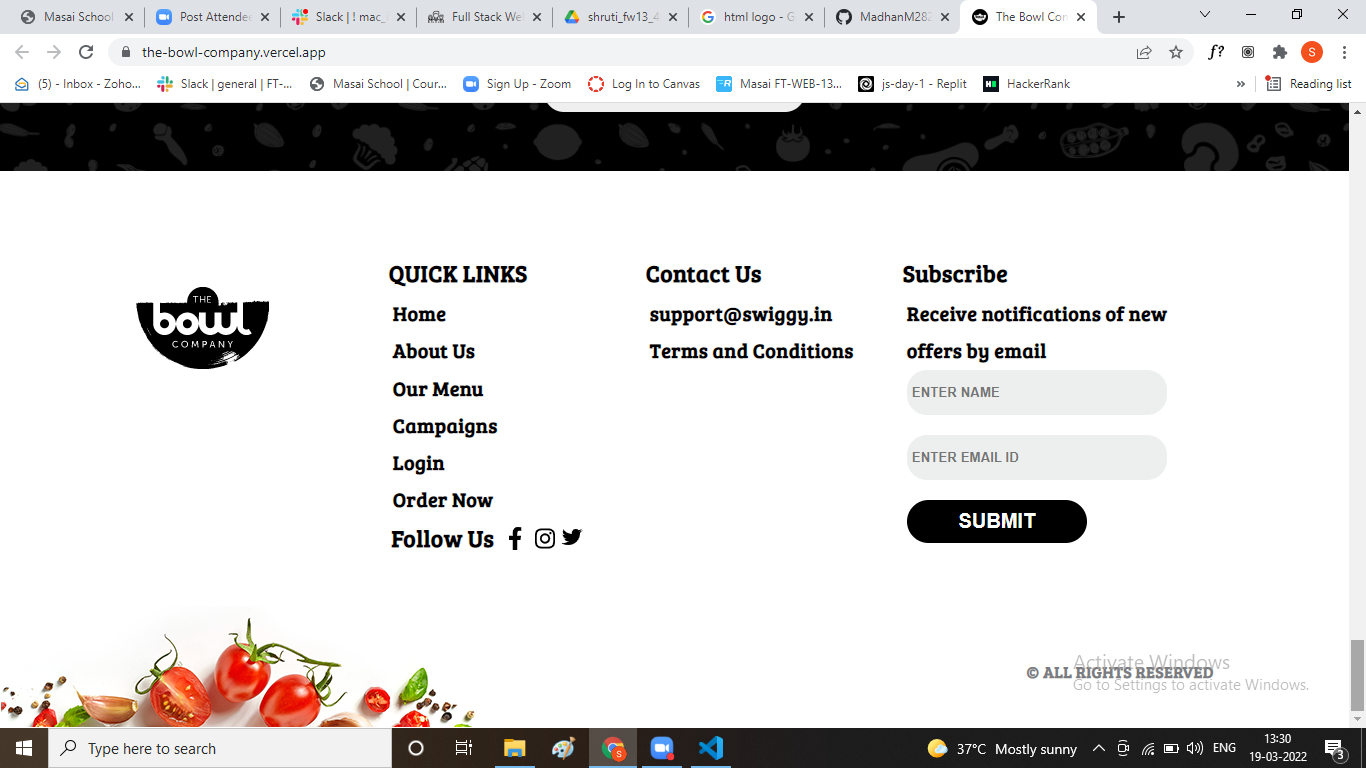 Masai School
Post Attende
Slack | ! mac_
Full Stack We
shruti_fw13_4
html logo - G
MadhanM282
The Bowl Con
the-bowl-company.vercel.app
f?
S
(5) - Inbox - Zoho...
Slack | general | FT-...
Masai School | Cour...
Sign Up - Zoom
Log In to Canvas
Masai FT-WEB-13...
js-day-1 - Replit
HackerRank
»
Reading list
THE
bowl
COMPANY
QUICK LINKS
Home
About Us
Our Menu
Campaigns
Login
Order Now
Follow Us
Contact Us
support@swiggy.in
Terms and Conditions
Subscribe
Receive notifications of new
offers by email
ENTER NAME
ENTER EMAIL ID
SUBMIT
Activate Windows
© ALL RIGHTS RESERVED
Go to Settings to activate Windows.
Type here to search
37°C Mostly sunny
ENG
13:30
19-03-2022
3